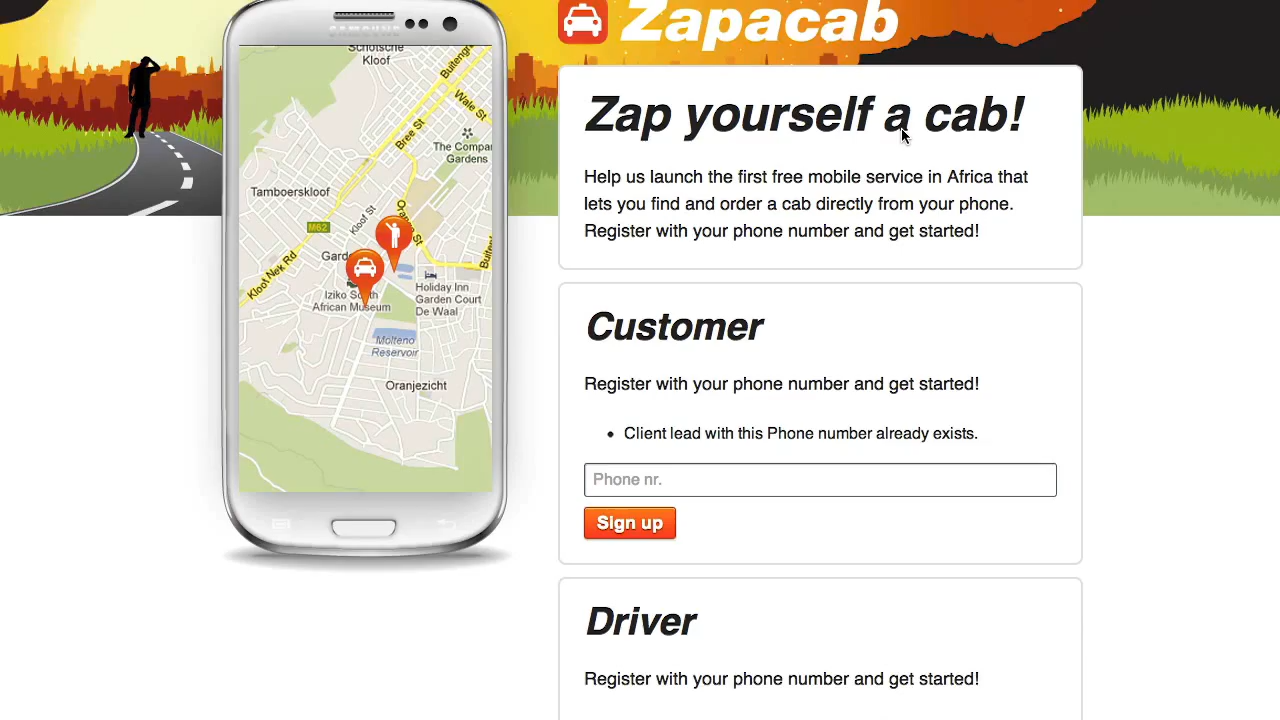 SAMSUNG
Schotsche
Kloof
Buitengr
Wale St
Bree St
The Compan
Gardens
Tamboerskloof
Kloof St
Orange St
M62
Kloof Nek Rd
Iziko South
African Museum
Holiday Inn
Garden Court
De Waal
Molteno
Reservoir
Oranjezicht
Zapacab
Zap yourself a cab!
Help us launch the first free mobile service in Africa that
lets you find and order a cab directly from your phone.
Register with your phone number and get started!
Customer
Register with your phone number and get started!
• Client lead with this Phone number already exists.
Phone nr.
Sign up
Driver
Register with your phone number and get started!